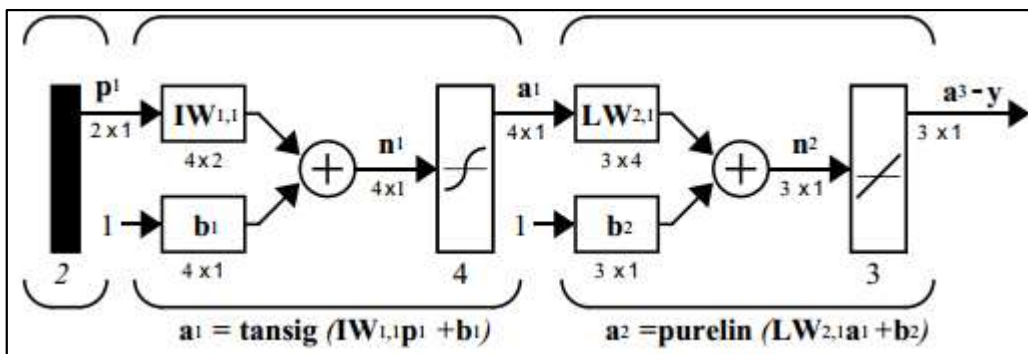 p1 IW1,1 n1 a1 LW2,1 n2 a3-y
2 x 1 4 x 2 4x1 4x1 3 x 4 3 x 1 3 x 1
1 b1 1 b2
2 4 x 1 4 3 x 1 3
a1 = tansig (IW1,1p1 +b1) a2 =purelin (LW2,1a1 +b2)